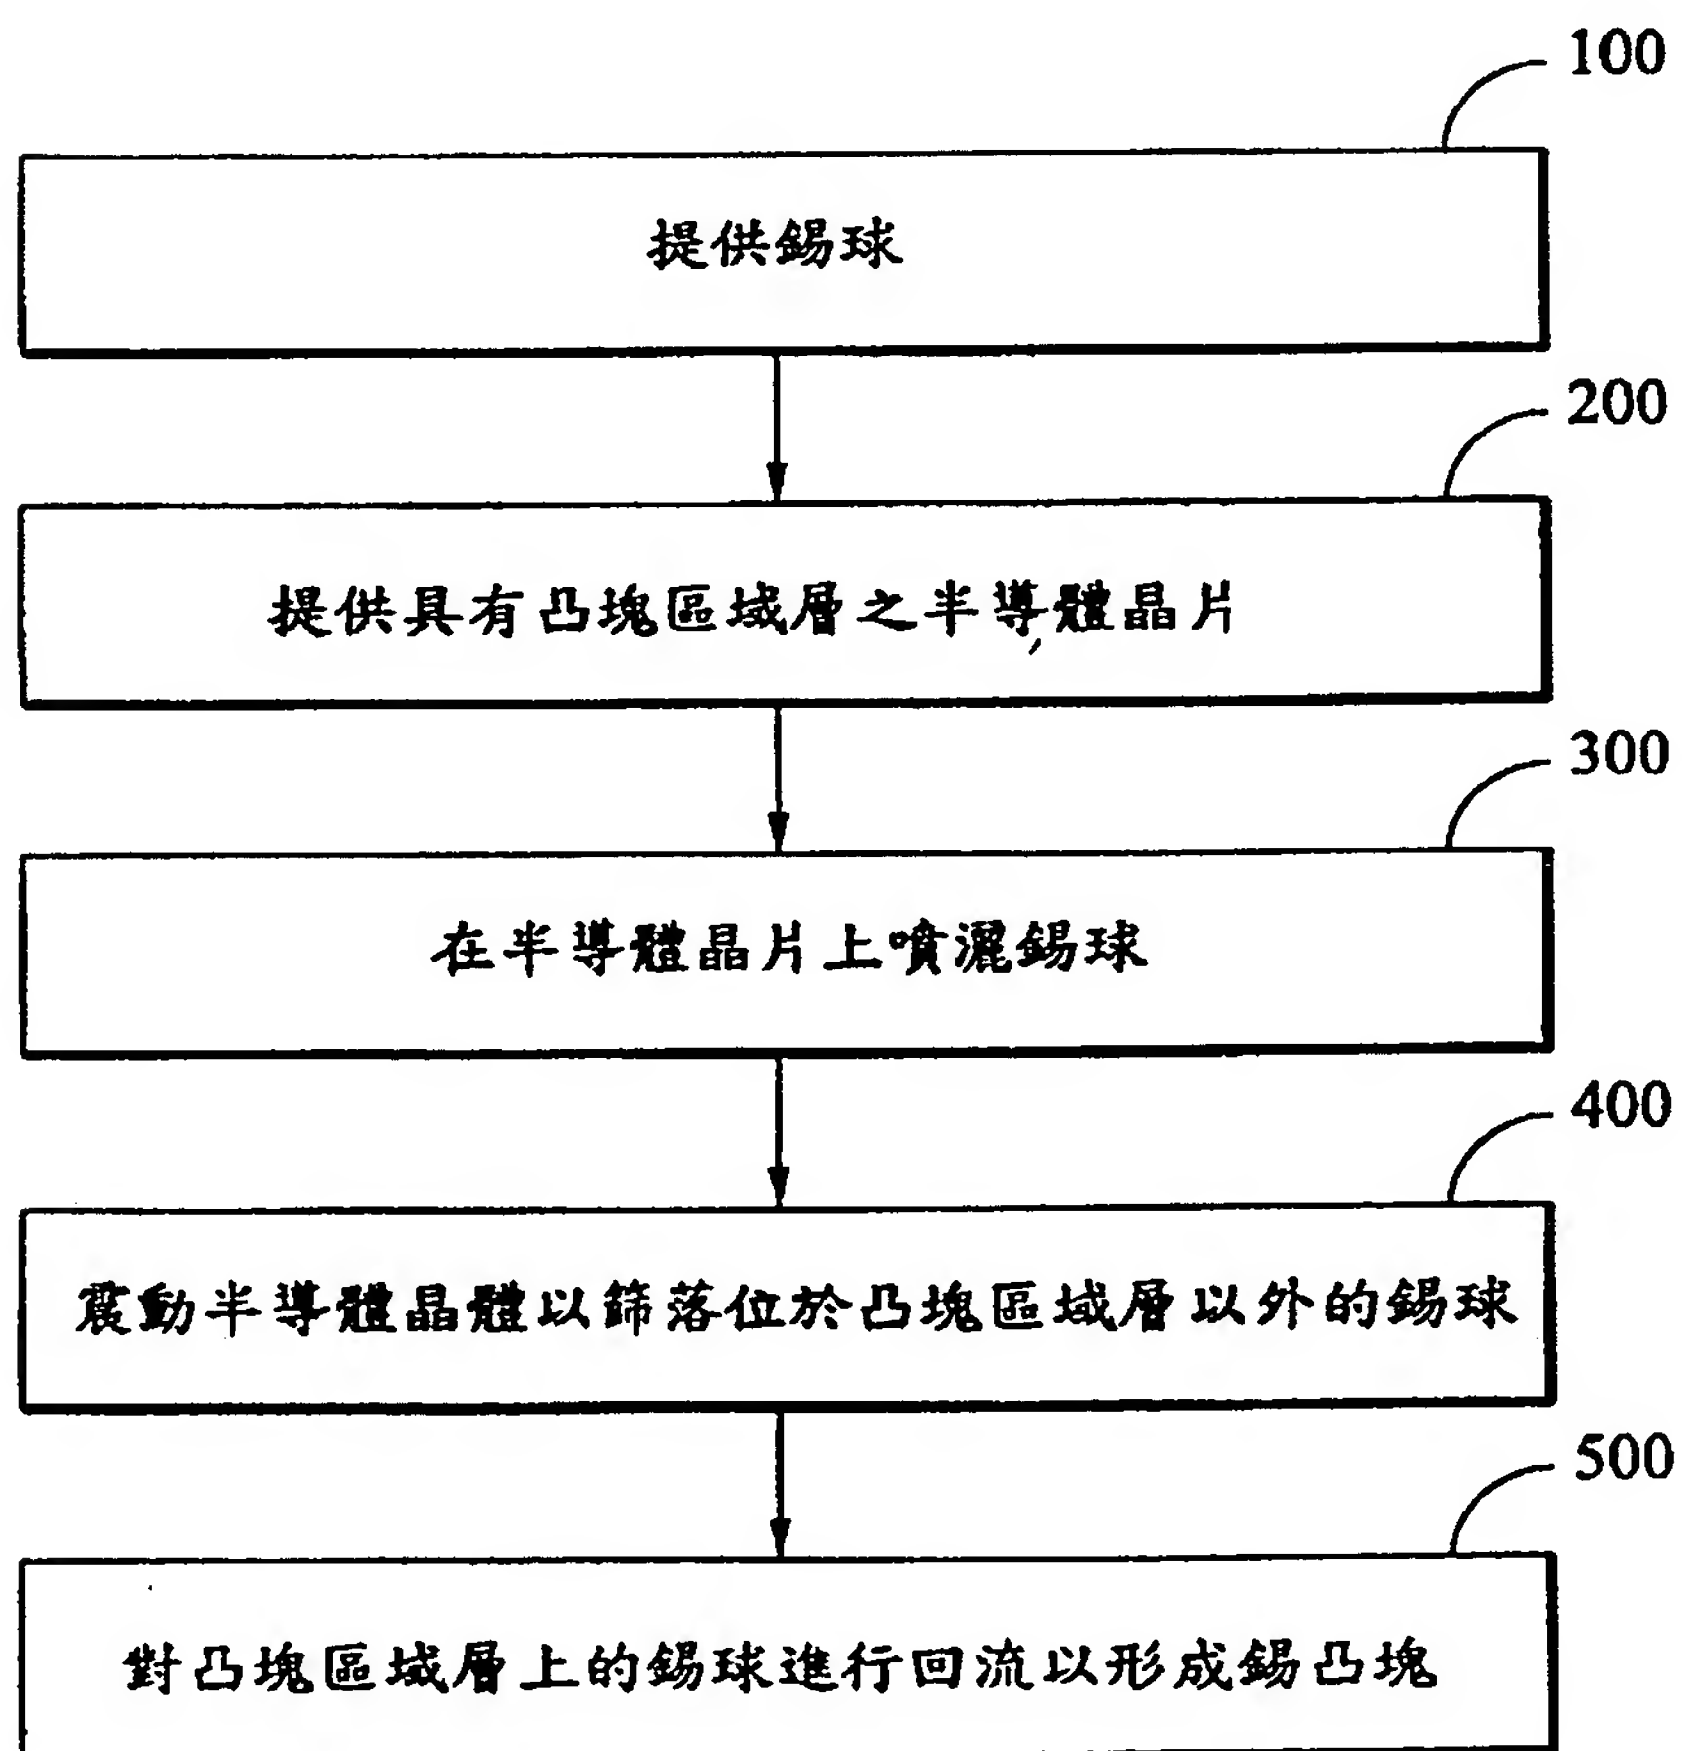 100
提供錫球
200
提供具有凸塊區域層之半導體晶片
300
在半導體晶片上噴灑錫球
400
震動半導體晶體以篩落位於凸塊區域層以外的錫球
500
對凸塊區域層上的錫球進行回流以形成錫凸塊